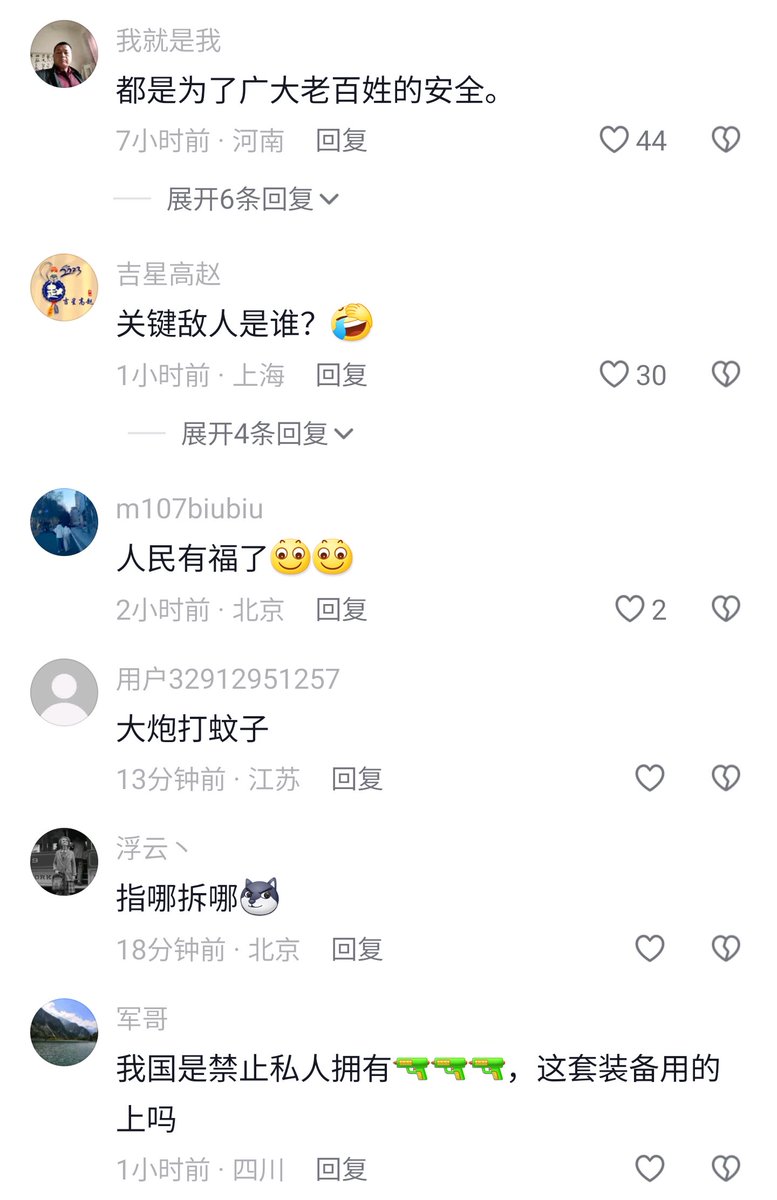 我就是我
都是为了广大老百姓的安全。
7小时前 · 河南 回复 44
展开6条回复
吉星高赵
关键敌人是谁？
1小时前 · 上海 回复 30
展开4条回复
m107biubiu
人民有福了
2小时前 · 北京 回复 2
用户32912951257
大炮打蚊子
13分钟前 · 江苏 回复
浮云丶
指哪拆哪
18分钟前 · 北京 回复
军哥
我国是禁止私人拥有，这套装备用的
上吗
1小时前 · 四川 回复